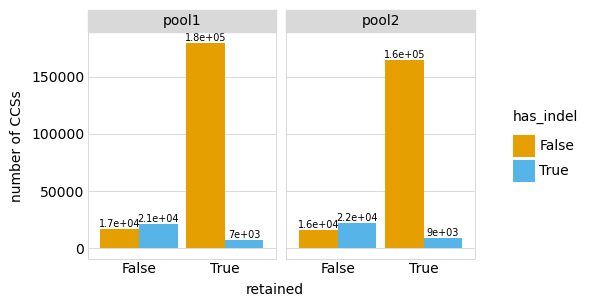 pool1
pool2
number of CCSs
150000
100000
50000
0
1.7e+04
2.1e+04
1.8e+05
7e+03
1.6e+04
2.2e+04
1.6e+05
9e+03
False
True
False
True
retained
has_indel
False
True